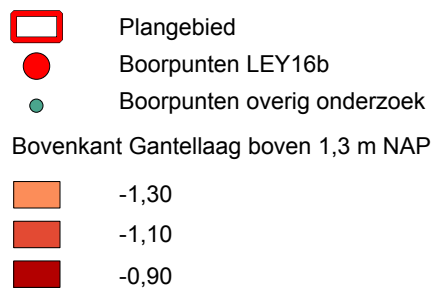 Plangebied
Boorpunten LEY16b
Boorpunten overig onderzoek
Bovenkant Gantellaag boven 1,3 m NAP
-1,30
-1,10
-0,90